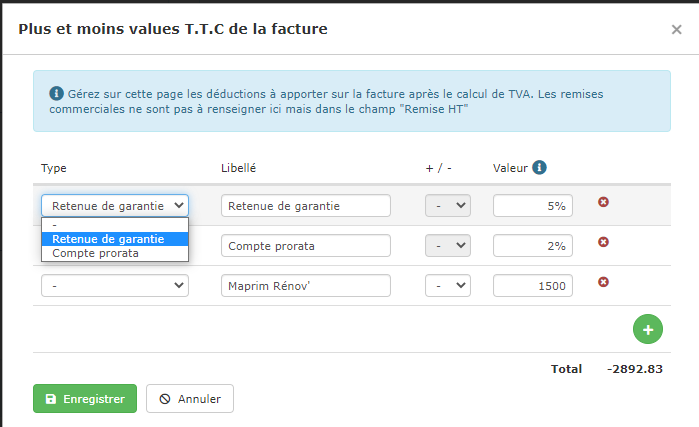 Plus et moins values T.T.C de la facture
×
Gérez sur cette page les déductions à apporter sur la facture après le calcul de TVA. Les remises
commerciales ne sont pas à renseigner ici mais dans le champ "Remise HT"
Type Libellé + / - Valeur
Retenue de garantie Retenue de garantie - 5%
-
Retenue de garantie
Compte prorata
Compte prorata - 2%
- Maprim Rénov' - 1500
+
Total -2892.83
Enregistrer Annuler